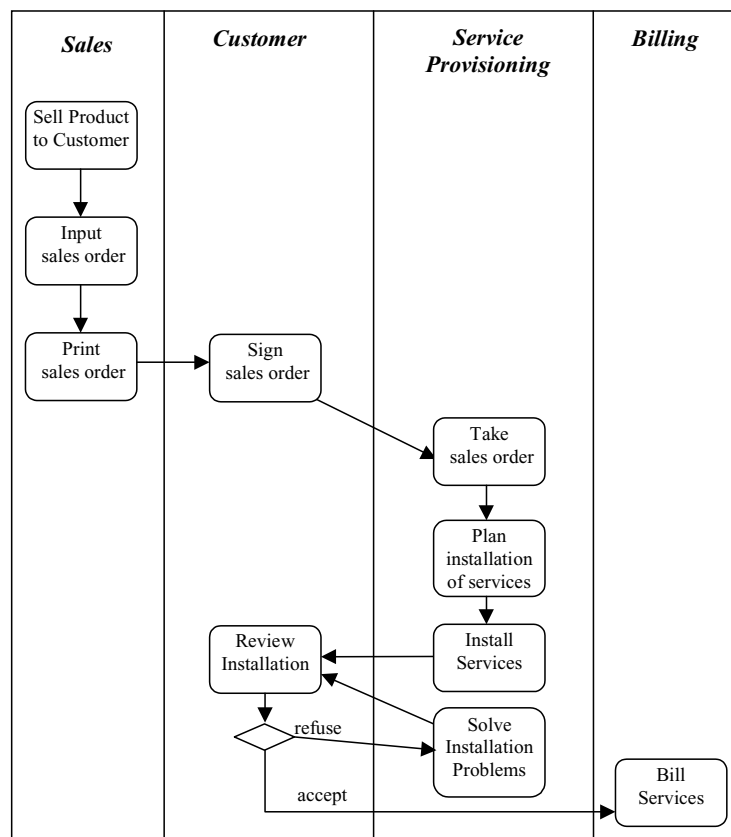 Sales
Customer
Service
Provisioning
Billing
Sell Product
to Customer
Input
sales order
Print
sales order
Sign
sales order
Take
sales order
Plan
installation
of services
Install
Services
Review
Installation
refuse
Solve
Installation
Problems
accept
Bill
Services